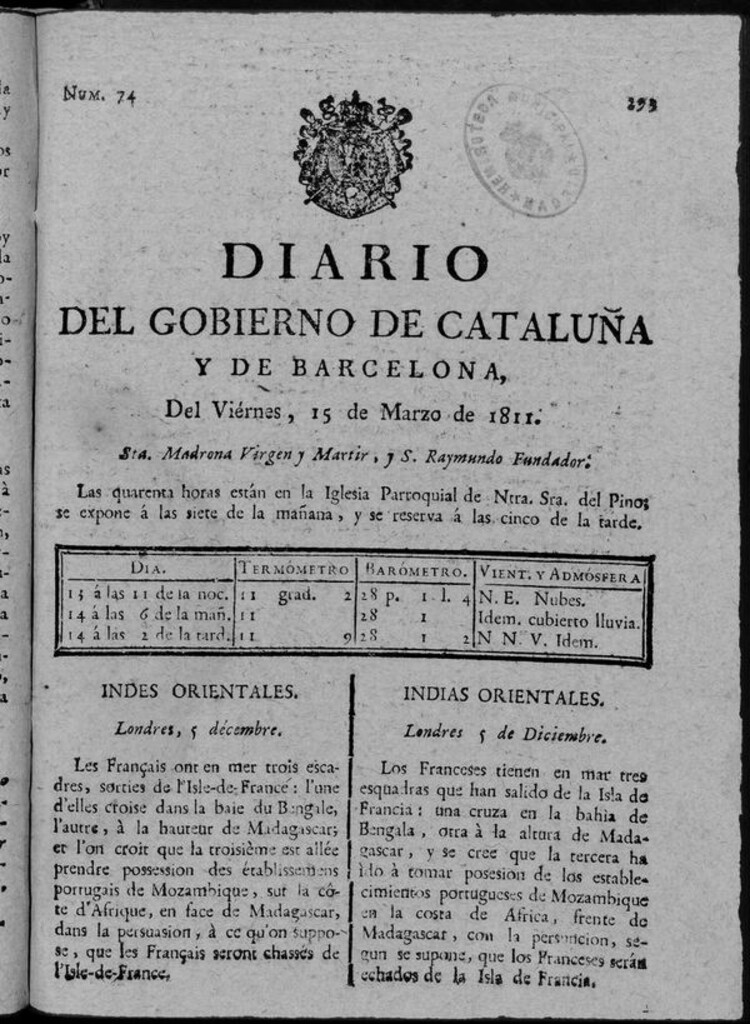 NUM. 74
293
HEMEROTECA MUNICIPAL
MADRID
DIARIO
DEL GOBIERNO DE CATALUÑA
Y DE BARCELONA,
Del Viérnes, 15 de Marzo de 1811.
Sta. Madrona Virgen y Martir, y S. Raymundo Fundador.
Las quarenta horas están en la Iglesia Parroquial de Ntra. Sra. del Pino;
se expone á las siete de la mañana, y se reserva á las cinco de la tarde.
DIA. TERMÓMETRO BARÓMETRO. VIENT. Y ADMÓSFERA
13 á las 11 de la noc. 11 grad. 2 28 p. 1 l. 4 N. E. Nubes.
14 á las 6 de la mañ. 11 28 1 Idem. cubierto lluvia.
14 á las 2 de la tard. 11 9 28 1 2 N N. V. Idem.
INDES ORIENTALES.
Londres, 5 décembre.
Les Français ont en mer trois esca-
dres, sorties de l'Isle-de-France: l'une
d'elles croise dans la baie du Bengale,
l'autre, à la hauteur de Madagascar;
et l'on croit que la troisième est allée
prendre possession des établissemens
portugais de Mozambique, sur la cô-
te d'Afrique, en face de Madagascar,
dans la persuasion, à ce qu'on suppo-
se, que les Français seront chassés de
l'Isle-de-France.
INDIAS ORIENTALES.
Londres 5 de Diciembre.
Los Franceses tienen en mar tres
esquadras que han salido de la Isla de
Francia: una cruza en la bahia de
Bengala, otra à la altura de Mada-
gascar, y se cree que la tercera ha
ido à tomar posesion de los estable-
cimientos portugueses de Mozambique
en la costa de Africa, frente de
Madagascar, con la persuacion, se-
gun se supone, que los Franceses serán
echados de la Isla de Francia.